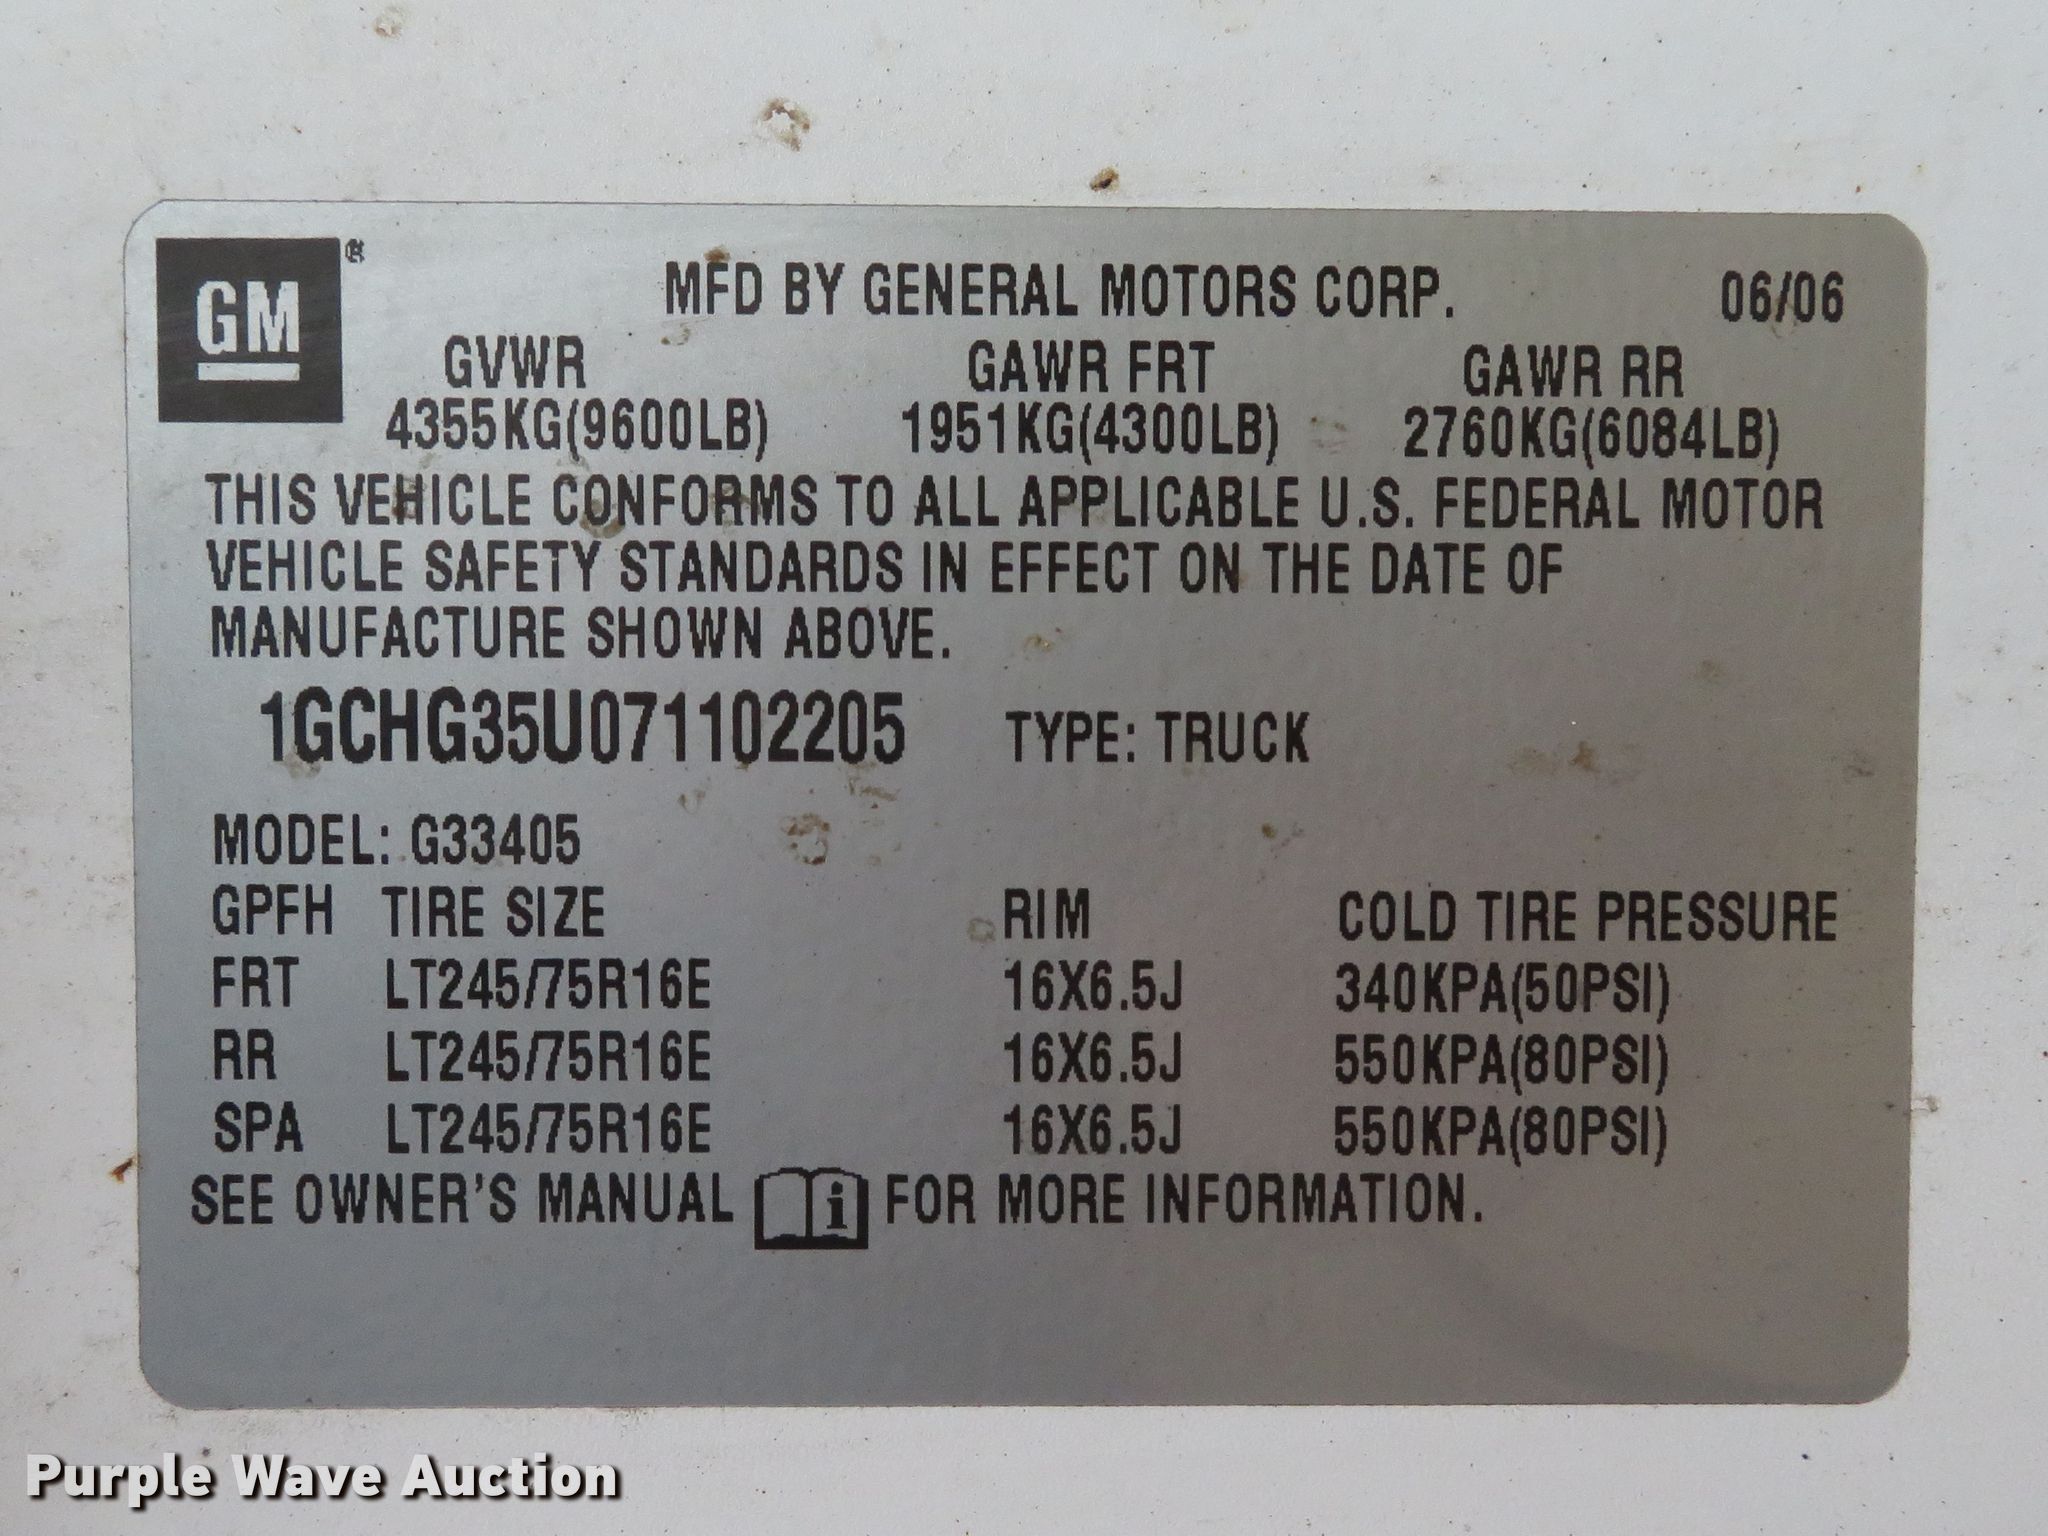 GM®
MFD BY GENERAL MOTORS CORP. 06/06
GVWR GAWR FRT GAWR RR
4355KG(9600LB) 1951KG(4300LB) 2760KG(6084LB)
THIS VEHICLE CONFORMS TO ALL APPLICABLE U.S. FEDERAL MOTOR
VEHICLE SAFETY STANDARDS IN EFFECT ON THE DATE OF
MANUFACTURE SHOWN ABOVE.
1GCHG35U071102205 TYPE: TRUCK
MODEL: G33405
GPFH TIRE SIZE RIM COLD TIRE PRESSURE
FRT LT245/75R16E 16X6.5J 340KPA(50PSI)
RR LT245/75R16E 16X6.5J 550KPA(80PSI)
SPA LT245/75R16E 16X6.5J 550KPA(80PSI)
SEE OWNER'S MANUAL i FOR MORE INFORMATION.
Purple Wave Auction